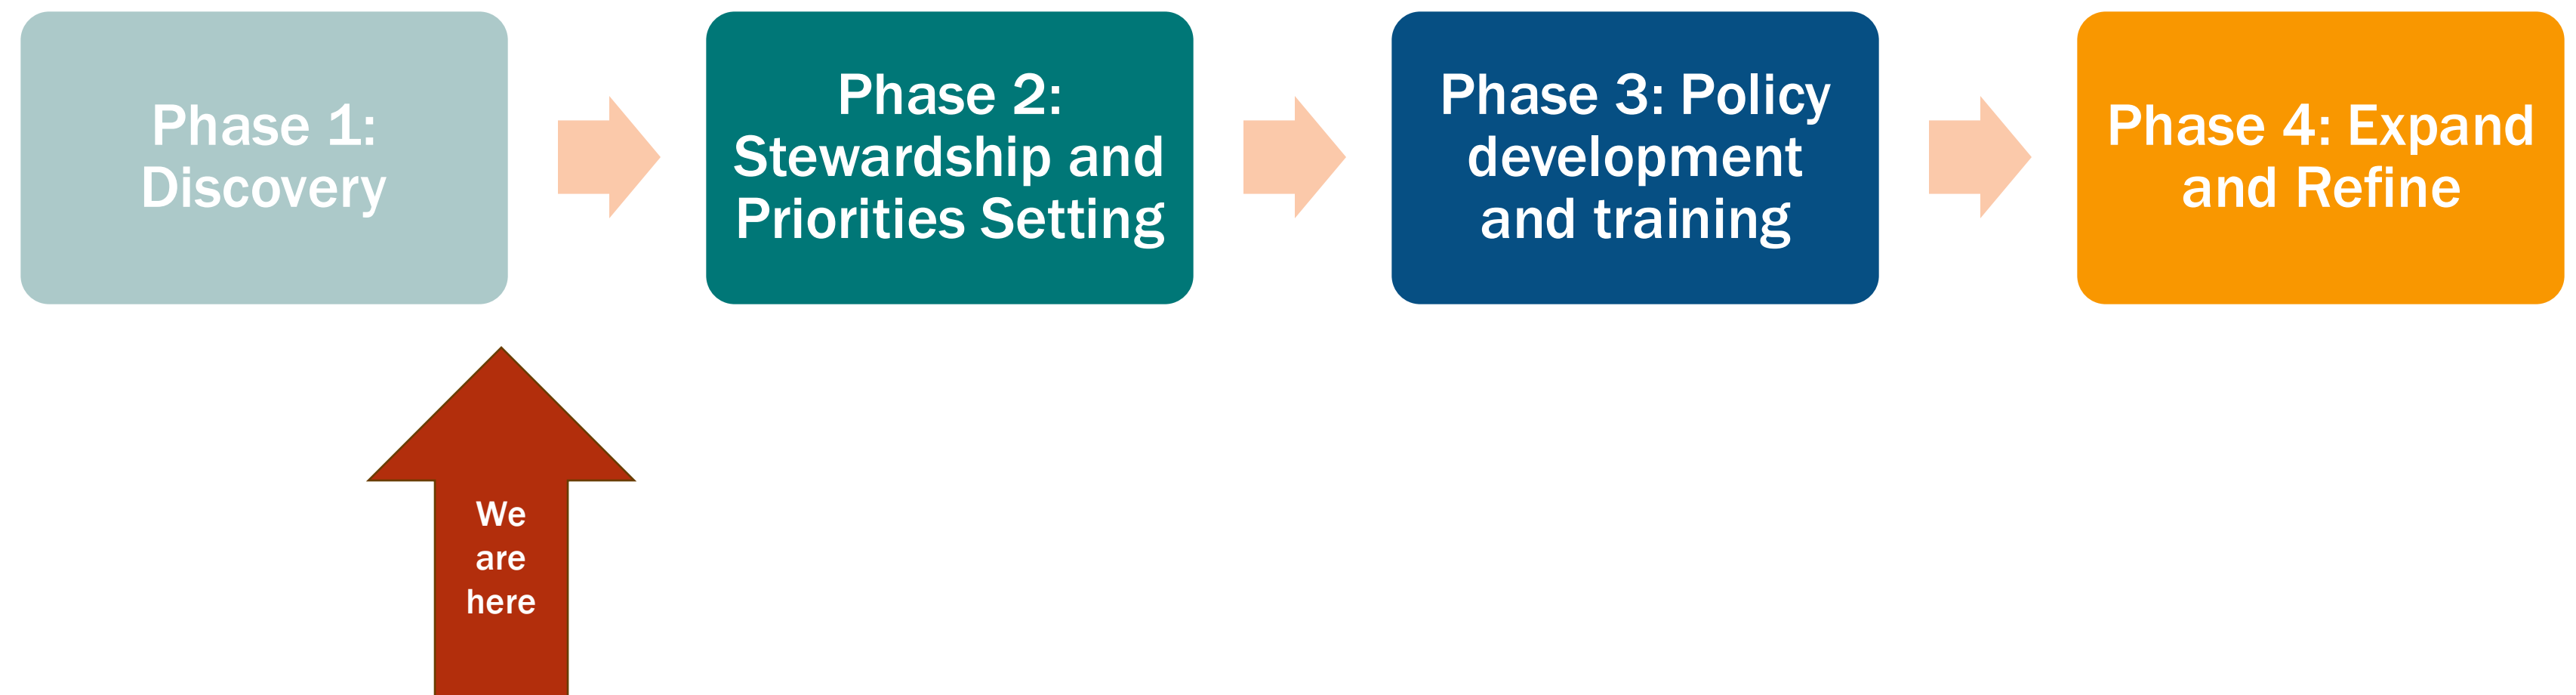 Phase 1:
Discovery
Phase 2:
Stewardship and
Priorities Setting
Phase 3: Policy
development
and training
Phase 4: Expand
and Refine
We
are
here